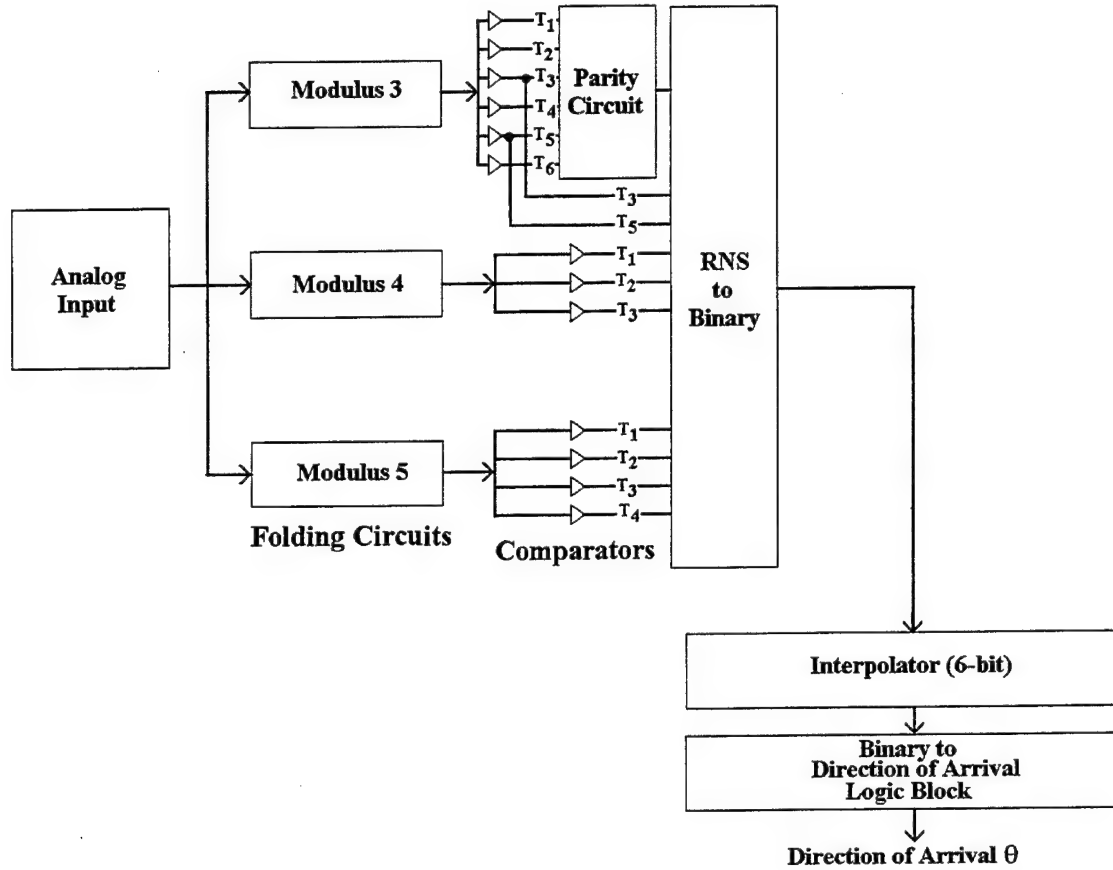 Analog
Input
Modulus 3
Modulus 4
Modulus 5
Folding Circuits
T1
T2
T3
T4
T5
T6
Parity
Circuit
T3
T5
T1
T2
T3
T1
T2
T3
T4
Comparators
RNS
to
Binary
Interpolator (6-bit)
Binary to
Direction of Arrival
Logic Block
Direction of Arrival θ